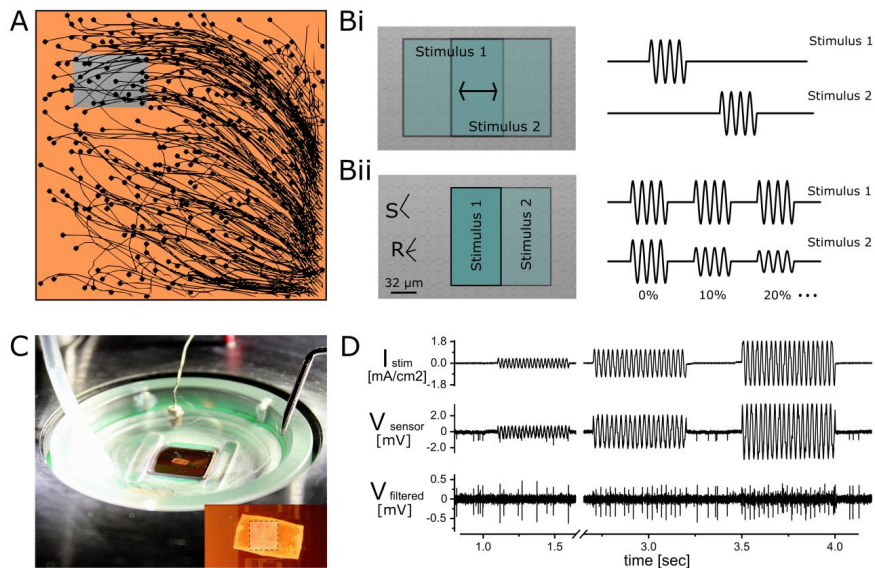 A
Bi
Stimulus 1
Stimulus 2
Stimulus 1
Stimulus 2
Bii
S
R
32 µm
Stimulus 1
Stimulus 2
Stimulus 1
Stimulus 2
0% 10% 20% •••
C
D
I stim
[mA/cm2]
1.8
0.0
-1.8
V sensor
[mV]
2.0
0.0
-2.0
V filtered
[mV]
0.5
0.0
-0.5
1.0 1.5 3.0 3.5 4.0
time [sec]